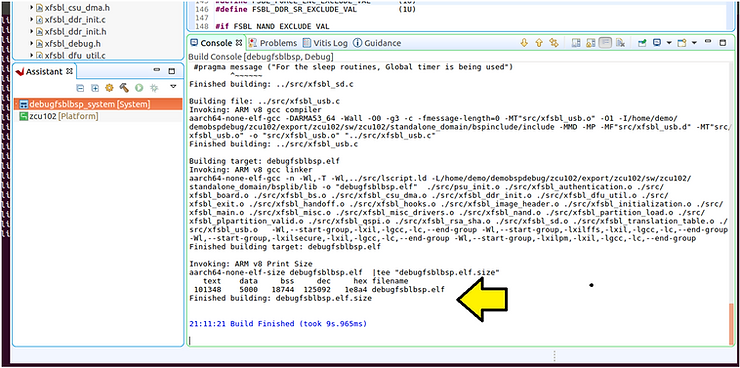 xfsbl_csu_dma.h
xfsbl_ddr_init.c
xfsbl_ddr_init.h
xfsbl_debug.h
xfsbl_dfu_util.c
Assistant
debugfsblbsp_system [System]
zcu102 [Platform]
147 #define FSBL_DDR_SR_EXCLUDE_VAL (1U)
148 #if FSBL_NAND_EXCLUDE_VAL
Console Problems Vitis Log Guidance
Build Console [debugfsblbsp, Debug]
#pragma message ("For the sleep routines, Global timer is being used")
^~~~~~~
Finished building: ../src/xfsbl_sd.c
Building file: ../src/xfsbl_usb.c
Invoking: ARM v8 gcc compiler
aarch64-none-elf-gcc -DARMA53_64 -Wall -O0 -g3 -c -fmessage-length=0 -MT"src/xfsbl_usb.o" -O1 -I/home/demo/
demobspdebug/zcu102/export/zcu102/sw/zcu102/standalone_domain/bspinclude/include -MMD -MP -MF"src/xfsbl_usb.d" -MT"src/
xfsbl_usb.o" -o "src/xfsbl_usb.o" "../src/xfsbl_usb.c"
Finished building: ../src/xfsbl_usb.c
Building target: debugfsblbsp.elf
Invoking: ARM v8 gcc linker
aarch64-none-elf-gcc -n -Wl,-T -Wl,../src/lscript.ld -L/home/demo/demobspdebug/zcu102/export/zcu102/sw/zcu102/
standalone_domain/bsplib/lib -o "debugfsblbsp.elf" ./src/psu_init.o ./src/xfsbl_authentication.o ./src/
xfsbl_board.o ./src/xfsbl_bs.o ./src/xfsbl_csu_dma.o ./src/xfsbl_ddr_init.o ./src/xfsbl_dfu_util.o ./src/
xfsbl_exit.o ./src/xfsbl_handoff.o ./src/xfsbl_hooks.o ./src/xfsbl_image_header.o ./src/xfsbl_initialization.o ./src/
xfsbl_main.o ./src/xfsbl_misc.o ./src/xfsbl_misc_drivers.o ./src/xfsbl_nand.o ./src/xfsbl_partition_load.o ./src/
xfsbl_plpartition_valid.o ./src/xfsbl_qspi.o ./src/xfsbl_rsa_sha.o ./src/xfsbl_sd.o ./src/xfsbl_translation_table.o ./
src/xfsbl_usb.o -Wl,--start-group,-lxil,-lgcc,-lc,--end-group -Wl,--start-group,-lxilffs,-lxil,-lgcc,-lc,--end-group
-Wl,--start-group,-lxilsecure,-lxil,-lgcc,-lc,--end-group -Wl,--start-group,-lxilpm,-lxil,-lgcc,-lc,--end-group
Finished building target: debugfsblbsp.elf
Invoking: ARM v8 Print Size
aarch64-none-elf-size debugfsblbsp.elf |tee "debugfsblbsp.elf.size"
text data bss dec hex filename
101348 5000 18744 125092 1e8a4 debugfsblbsp.elf
Finished building: debugfsblbsp.elf.size
21:11:21 Build Finished (took 9s.965ms)